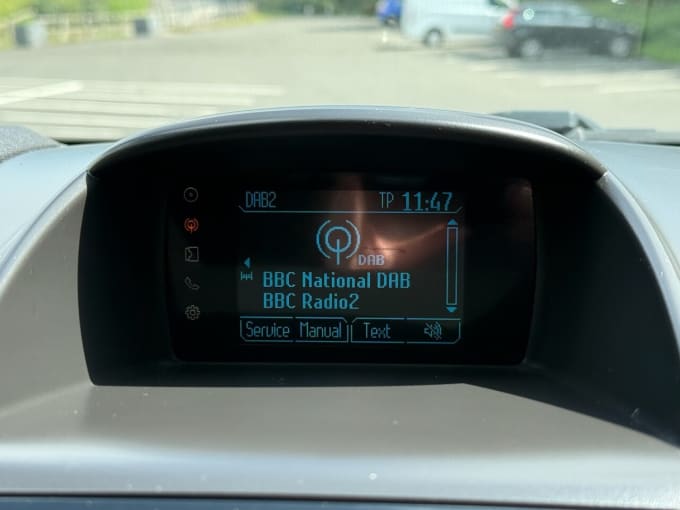 DAB2 TP 11:47
DAB
BBC National DAB
BBC Radio2
Service Manual Text